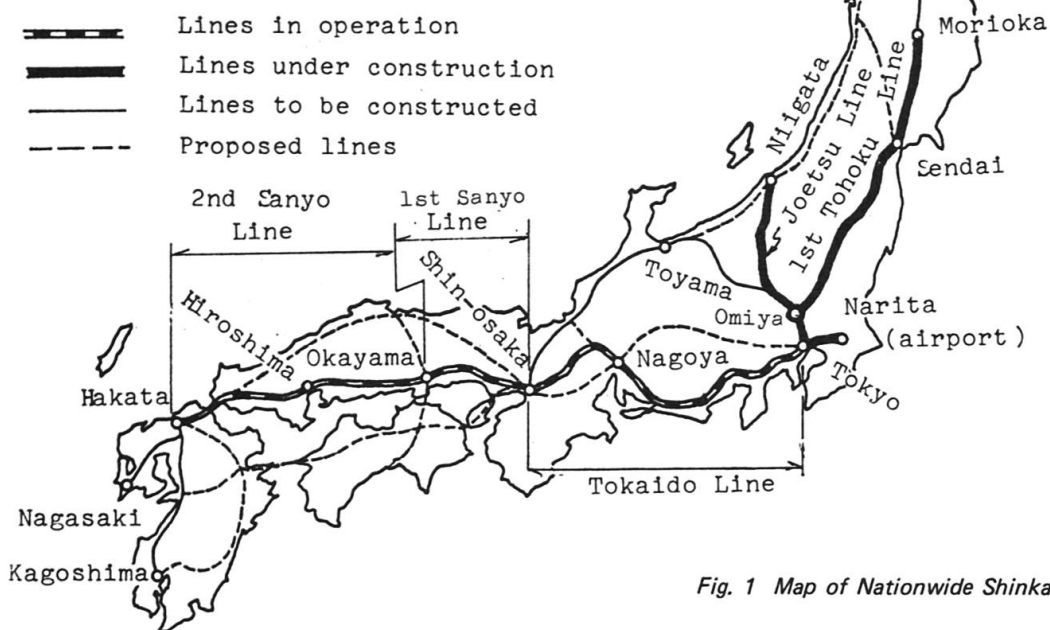 Lines in operation
Lines under construction
Lines to be constructed
Proposed lines
2nd Sanyo
Line
1st Sanyo
Line
Shin-osaka
Hiroshima
Okayama
Hakata
Nagasaki
Kagoshima
Nagoya
Tokaido Line
Toyama
Niigata
Joetsu Line
1st Tohoku Line
Morioka
Sendai
Omiya
Narita
(airport)
Tokyo
Fig. 1 Map of Nationwide Shinka